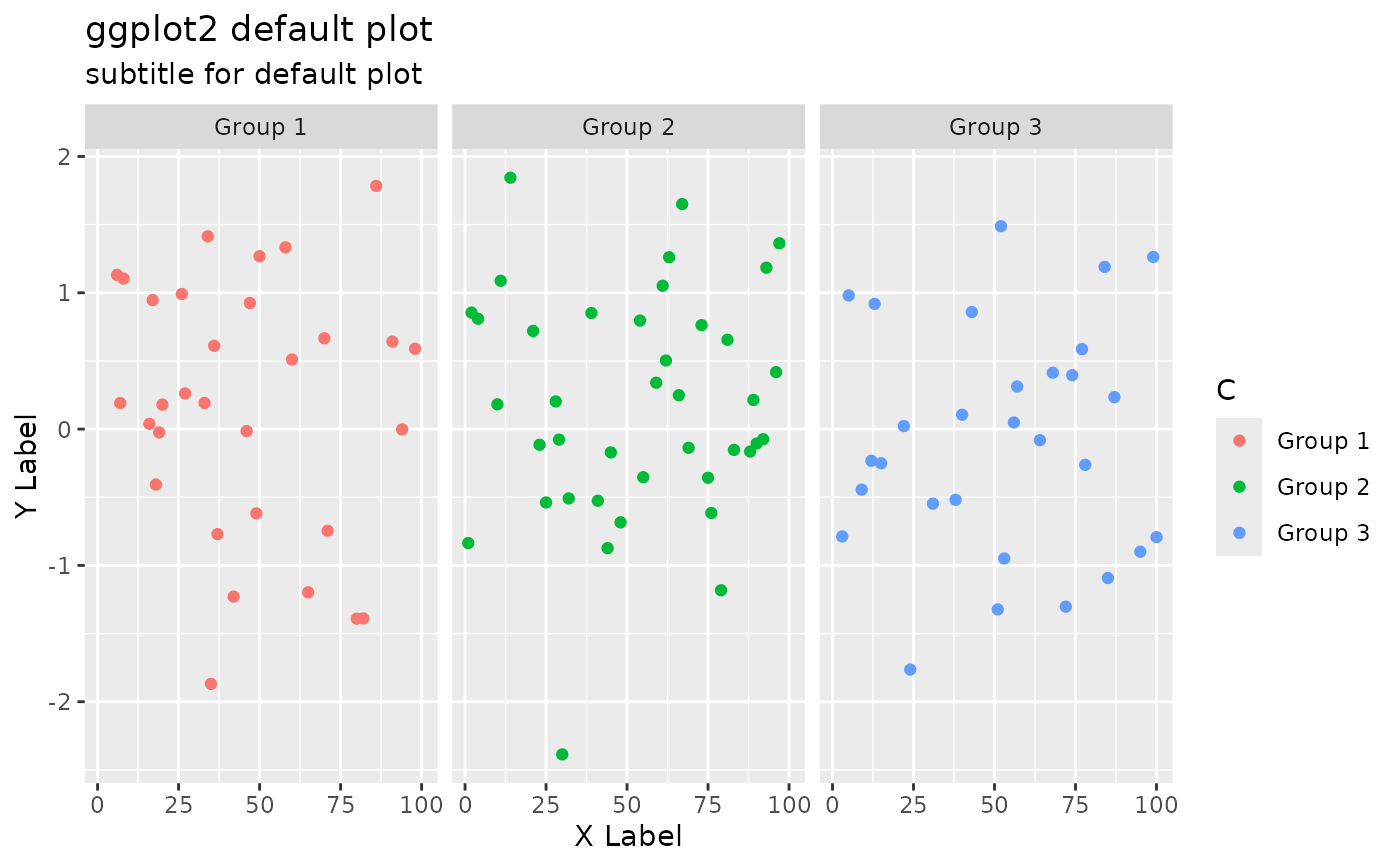 ggplot2 default plot
subtitle for default plot
Group 1 Group 2 Group 3
2
1
0
-1
-2
Y Label
0 25 50 75 100 0 25 50 75 100 0 25 50 75 100
X Label
C
Group 1
Group 2
Group 3